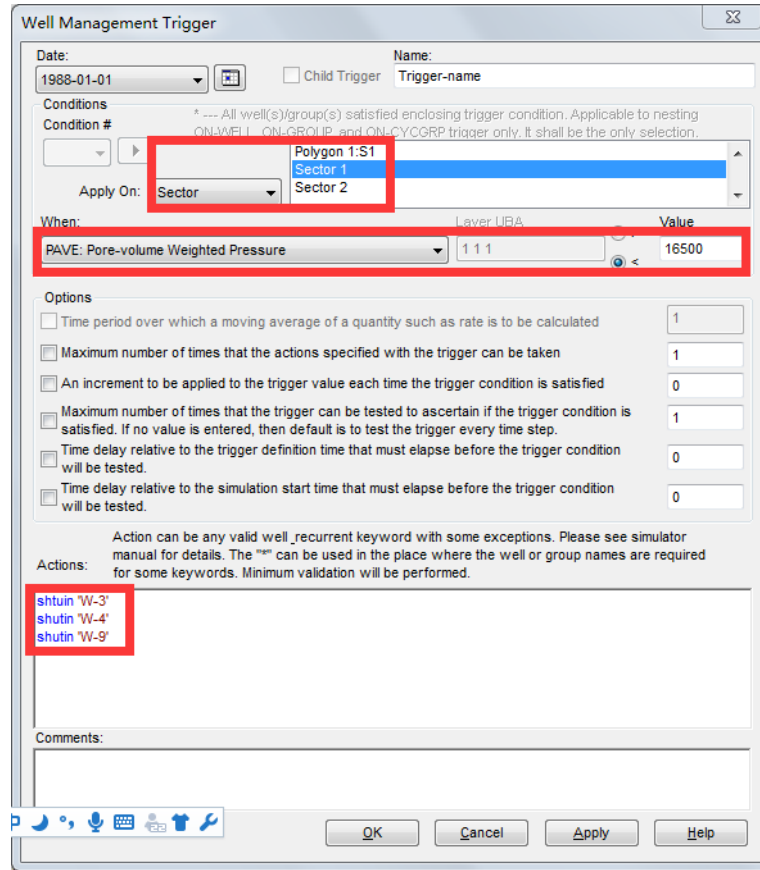 Well Management Trigger
Date:
Name:
1988-01-01
Child Trigger
Trigger-name
Conditions
Condition #
* --- All well(s)/group(s) satisfied enclosing trigger condition. Applicable to nesting
ON-WELL, ON-GROUP, and ON-CYCGRP trigger only. It shall be the only selection.
Polygon 1:S1
Sector 1
Sector 2
Apply On:
Sector
When:
Layer UBA
Value
PAVE: Pore-volume Weighted Pressure
1 1 1
<
16500
Options
Time period over which a moving average of a quantity such as rate is to be calculated
1
Maximum number of times that the actions specified with the trigger can be taken
1
An increment to be applied to the trigger value each time the trigger condition is satisfied
0
Maximum number of times that the trigger can be tested to ascertain if the trigger condition is
satisfied. If no value is entered, then default is to test the trigger every time step.
1
Time delay relative to the trigger definition time that must elapse before the trigger condition
will be tested.
0
Time delay relative to the simulation start time that must elapse before the trigger condition
will be tested.
0
Action can be any valid well_recurrent keyword with some exceptions. Please see simulator
manual for details. The "*" can be used in the place where the well or group names are required
for some keywords. Minimum validation will be performed.
Actions:
shtuin 'W-3'
shutin 'W-4'
shutin 'W-9'
Comments:
OK
Cancel
Apply
Help